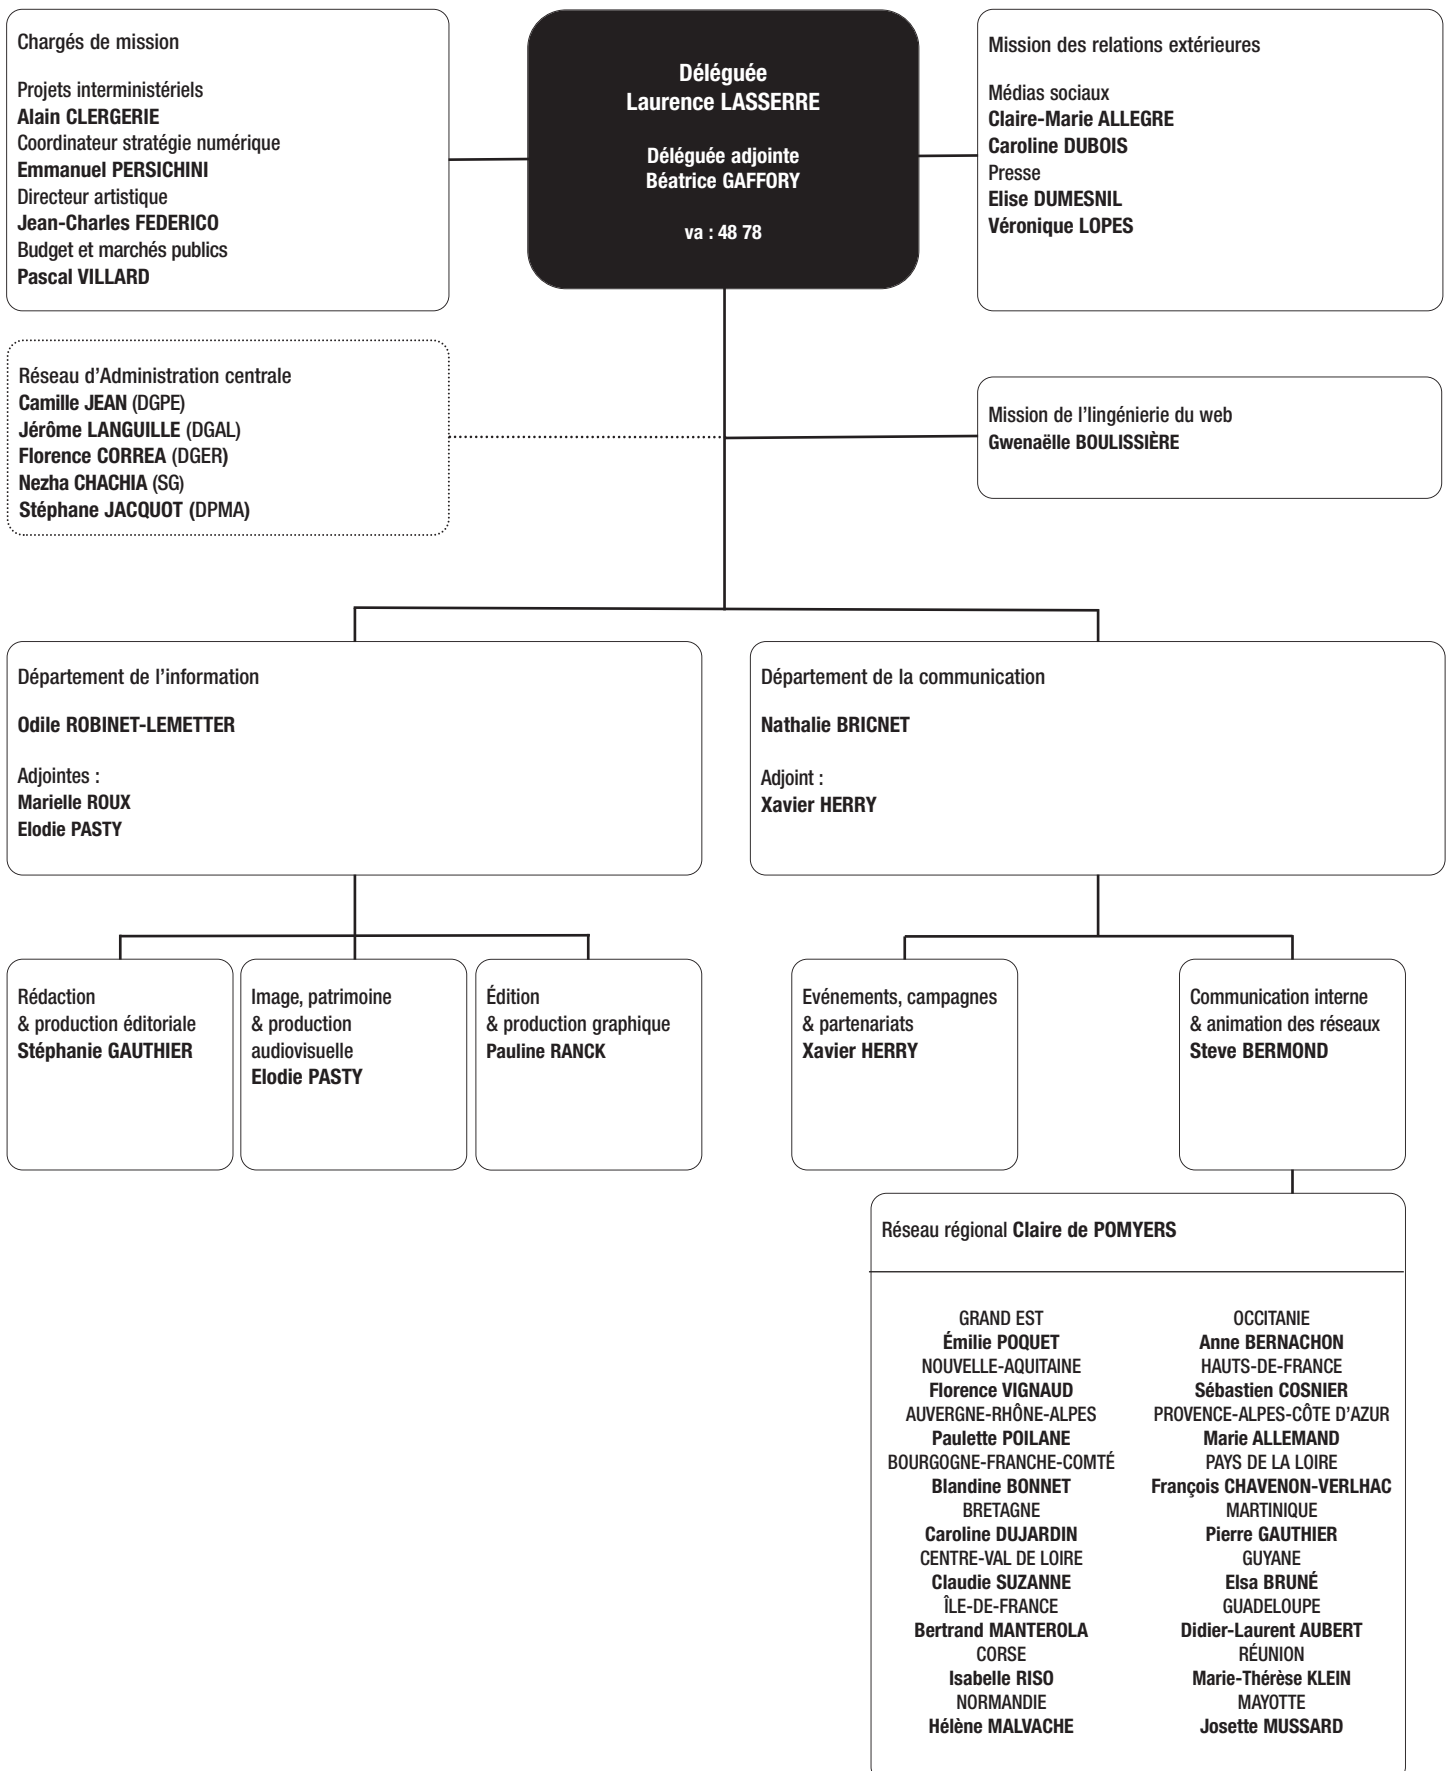 Chargés de mission
Projets interministériels
Alain CLERGERIE
Coordinateur stratégie numérique
Emmanuel PERSICHINI
Directeur artistique
Jean-Charles FEDERICO
Budget et marchés publics
Pascal VILLARD
Déléguée
Laurence LASSERRE
Déléguée adjointe
Béatrice GAFFORY
va : 48 78
Mission des relations extérieures
Médias sociaux
Claire-Marie ALLEGRE
Caroline DUBOIS
Presse
Elise DUMESNIL
Véronique LOPES
Réseau d'Administration centrale
Camille JEAN (DGPE)
Jérôme LANGUILLE (DGAL)
Florence CORREA (DGER)
Nezha CHACHIA (SG)
Stéphane JACQUOT (DPMA)
Mission de l'Iingénierie du web
Gwenaëlle BOULISSIÈRE
Département de l'information
Odile ROBINET-LEMETTER
Adjointes :
Marielle ROUX
Elodie PASTY
Département de la communication
Nathalie BRICNET
Adjoint :
Xavier HERRY
Rédaction
& production éditoriale
Stéphanie GAUTHIER
Image, patrimoine
& production
audiovisuelle
Elodie PASTY
Édition
& production graphique
Pauline RANCK
Evénements, campagnes
& partenariats
Xavier HERRY
Communication interne
& animation des réseaux
Steve BERMOND
Réseau régional Claire de POMYERS
GRAND EST
Émilie POQUET
NOUVELLE-AQUITAINE
Florence VIGNAUD
AUVERGNE-RHÔNE-ALPES
Paulette POILANE
BOURGOGNE-FRANCHE-COMTÉ
Blandine BONNET
BRETAGNE
Caroline DUJARDIN
CENTRE-VAL DE LOIRE
Claudie SUZANNE
ÎLE-DE-FRANCE
Bertrand MANTEROLA
CORSE
Isabelle RISO
NORMANDIE
Hélène MALVACHE
OCCITANIE
Anne BERNACHON
HAUTS-DE-FRANCE
Sébastien COSNIER
PROVENCE-ALPES-CÔTE D'AZUR
Marie ALLEMAND
PAYS DE LA LOIRE
François CHAVENON-VERLHAC
MARTINIQUE
Pierre GAUTHIER
GUYANE
Elsa BRUNÉ
GUADELOUPE
Didier-Laurent AUBERT
RÉUNION
Marie-Thérèse KLEIN
MAYOTTE
Josette MUSSARD